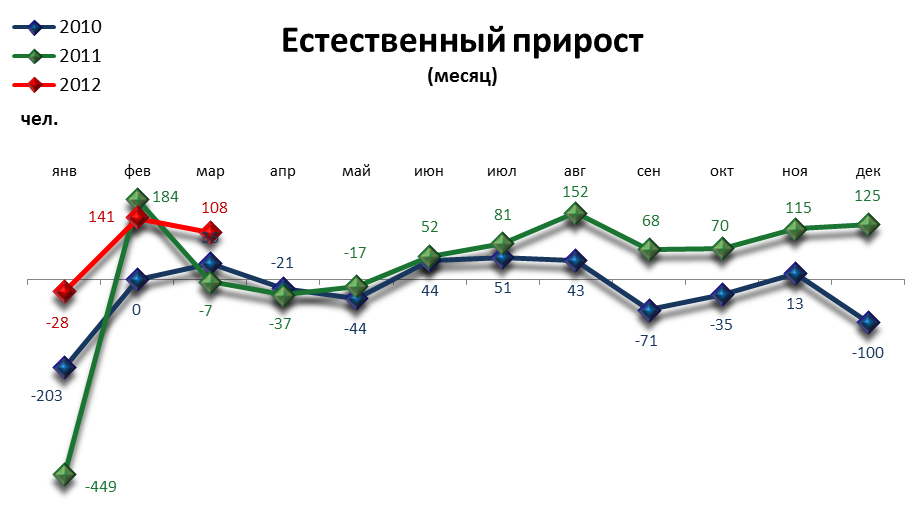 2010
2011
2012
Естественный прирост
(месяц)
чел.
янв фев мар апр май июн июл авг сен окт ноя дек
141 184 108 -21 -17 52 81 152 68 70 115 125
-28 0 -7 -37 -44 44 51 43 -71 -35 13 -100
-203
-449